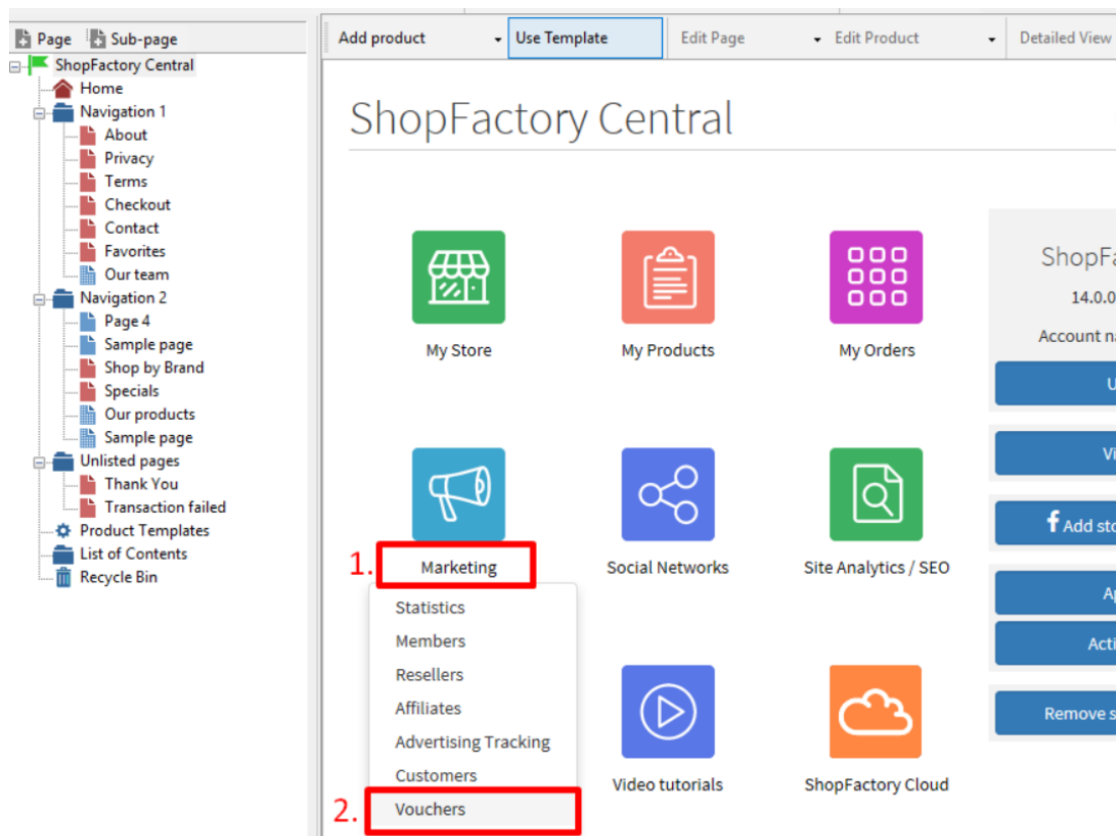 Page Sub-page
ShopFactory Central
Home
Navigation 1
About
Privacy
Terms
Checkout
Contact
Favorites
Our team
Navigation 2
Page 4
Sample page
Shop by Brand
Specials
Our products
Sample page
Unlisted pages
Thank You
Transaction failed
Product Templates
List of Contents
Recycle Bin
Add product Use Template Edit Page Edit Product Detailed View
ShopFactory Central
My Store My Products My Orders
1. Marketing Social Networks Site Analytics / SEO
Statistics
Members
Resellers
Affiliates
Advertising Tracking
Customers
2. Vouchers
Video tutorials ShopFactory Cloud
14.0.0
Account
Add
Remove